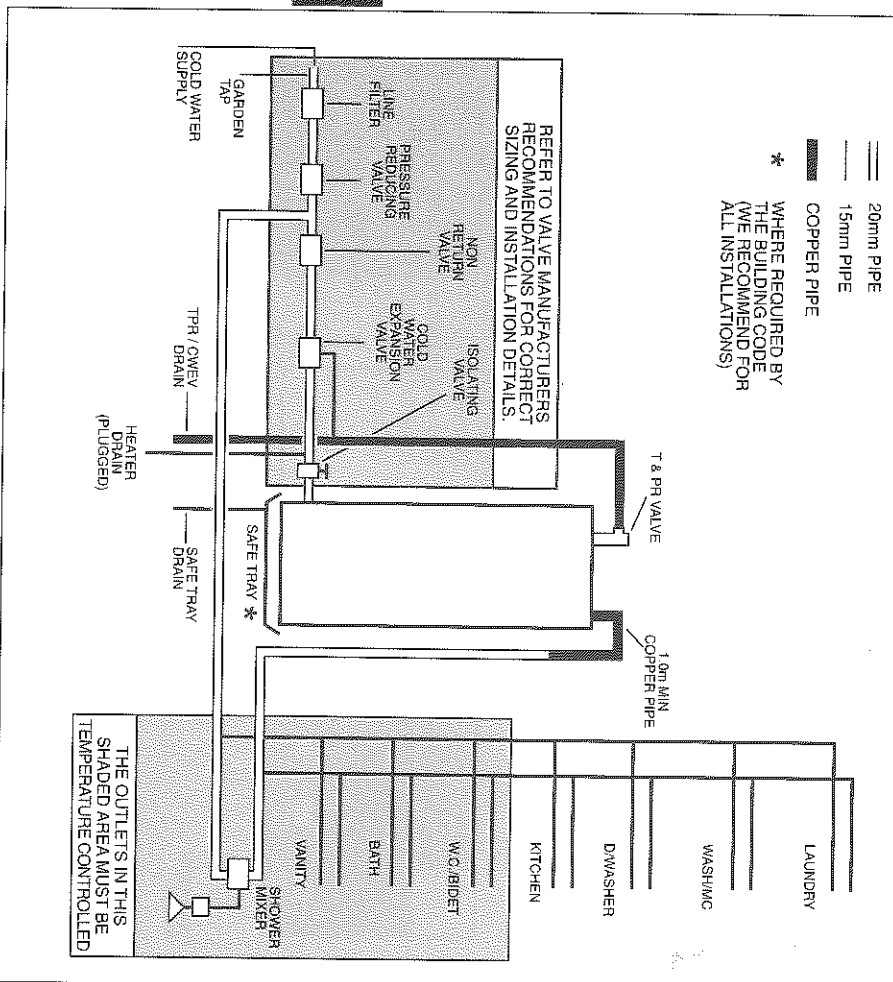 20mm PIPE
15mm PIPE
COPPER PIPE
* WHERE REQUIRED BY
THE BUILDING CODE
(WE RECOMMEND FOR
ALL INSTALLATIONS)
REFER TO VALVE MANUFACTURERS
RECOMMENDATIONS FOR CORRECT
SIZING AND INSTALLATION DETAILS.
COLD WATER
SUPPLY
GARDEN
TAP
LINE
FILTER
PRESSURE
REDUCING
VALVE
NON
RETURN
VALVE
COLD
WATER
EXPANSION
VALVE
ISOLATING
VALVE
TPR / CWEV
DRAIN
HEATER
DRAIN
(PLUGGED)
SAFE TRAY *
SAFE TRAY
DRAIN
T & PR VALVE
1.0m MIN
COPPER PIPE
LAUNDRY
WASH/MC
D/WASHER
KITCHEN
W.C./BIDET
BATH
VANITY
SHOWER
MIXER
THE OUTLETS IN THIS
SHADED AREA MUST BE
TEMPERATURE CONTROLLED